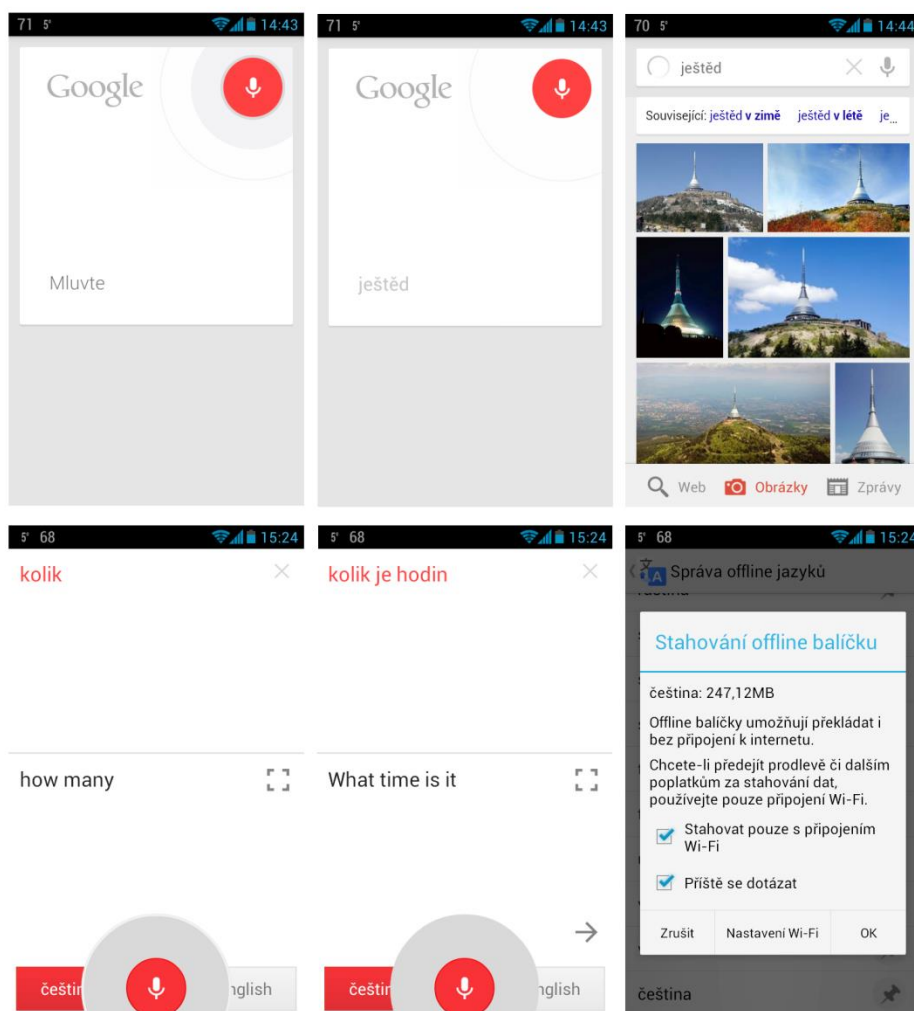 71 5°
14:43
Google
Mluvte
71 5°
14:43
Google
ještěd
70 5°
14:44
ještěd
Související: ještěd v zimě ještěd v létě je...
Web Obrázky Zprávy
5° 68
15:24
kolik
how many
češtin
nglish
5° 68
15:24
kolik je hodin
What time is it
češtin
nglish
5° 68
15:24
Správa offline jazyků
Stahování offline balíčku
čeština: 247,12MB
Offline balíčky umožňují překládat i
bez připojení k internetu.
Chcete-li předejít prodlevě či dalším
poplatkům za stahování dat,
používejte pouze připojení Wi-Fi.
Stahovat pouze s připojením
Wi-Fi
Příště se dotázat
Zrušit Nastavení Wi-Fi OK
čeština